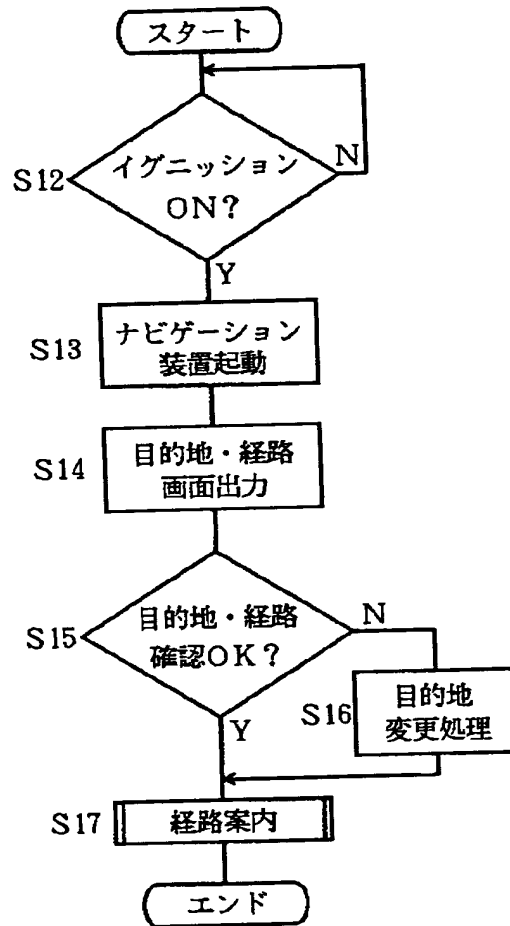 スタート
S12
イグニッション
ON?
N
Y
S13
ナビゲーション
装置起動
S14
目的地・経路
画面出力
S15
目的地・経路
確認OK?
N
S16
目的地
変更処理
Y
S17
経路案内
エンド